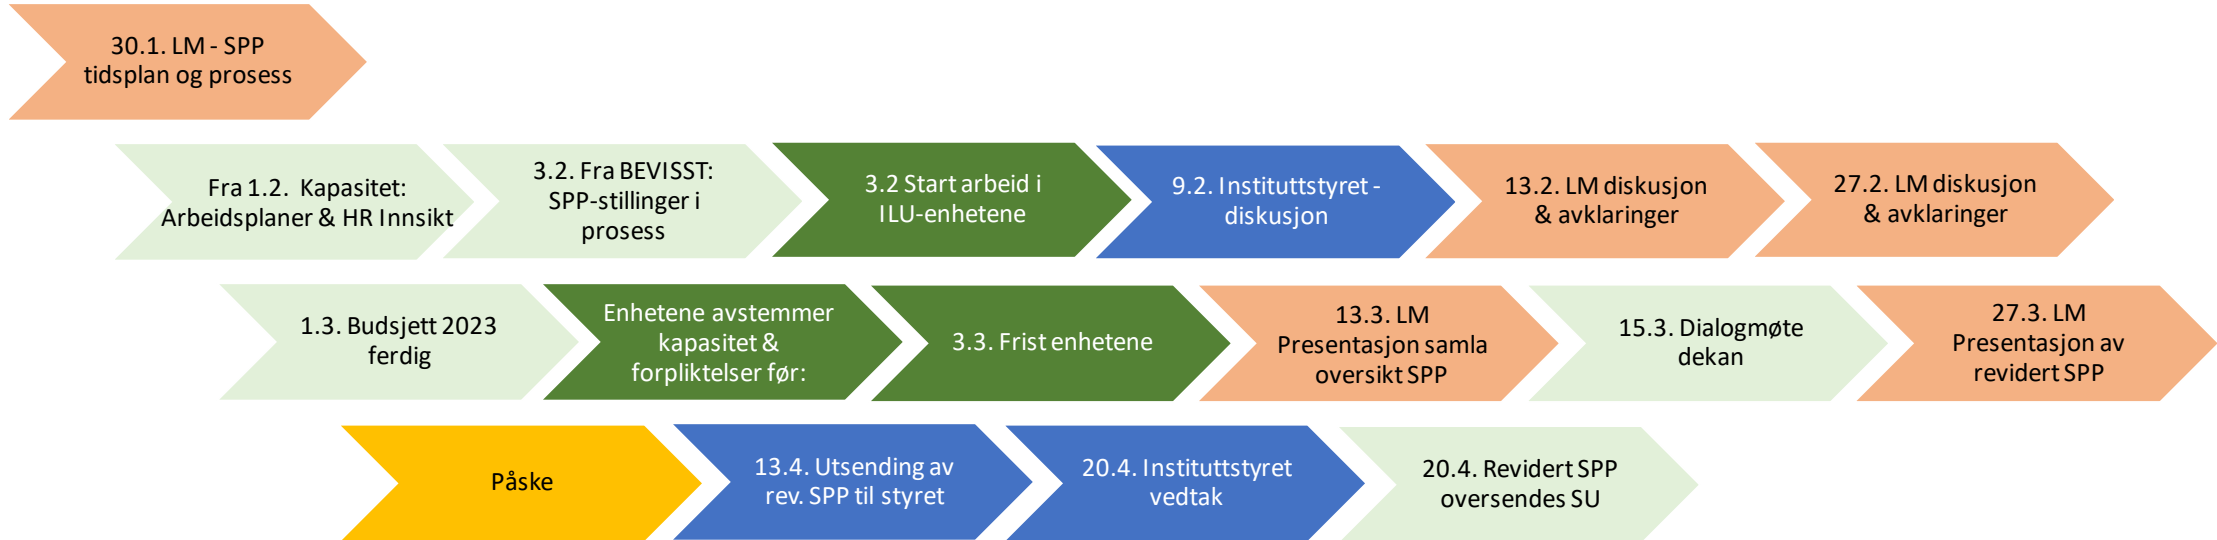 30.1. LM - SPP
tidsplan og prosess
Fra 1.2. Kapasitet:
Arbeidsplaner & HR Innsikt
3.2. Fra BEVISST:
SPP-stillinger i
prosess
3.2 Start arbeid i
ILU-enhetene
9.2. Instituttstyret -
diskusjon
13.2. LM diskusjon
& avklaringer
27.2. LM diskusjon
& avklaringer
1.3. Budsjett 2023
ferdig
Enhetene avstemmer
kapasitet &
forpliktelser før:
3.3. Frist enhetene
13.3. LM
Presentasjon samla
oversikt SPP
15.3. Dialogmøte
dekan
27.3. LM
Presentasjon av
revidert SPP
Påske
13.4. Utsending av
rev. SPP til styret
20.4. Instituttstyret
vedtak
20.4. Revidert SPP
oversendes SU